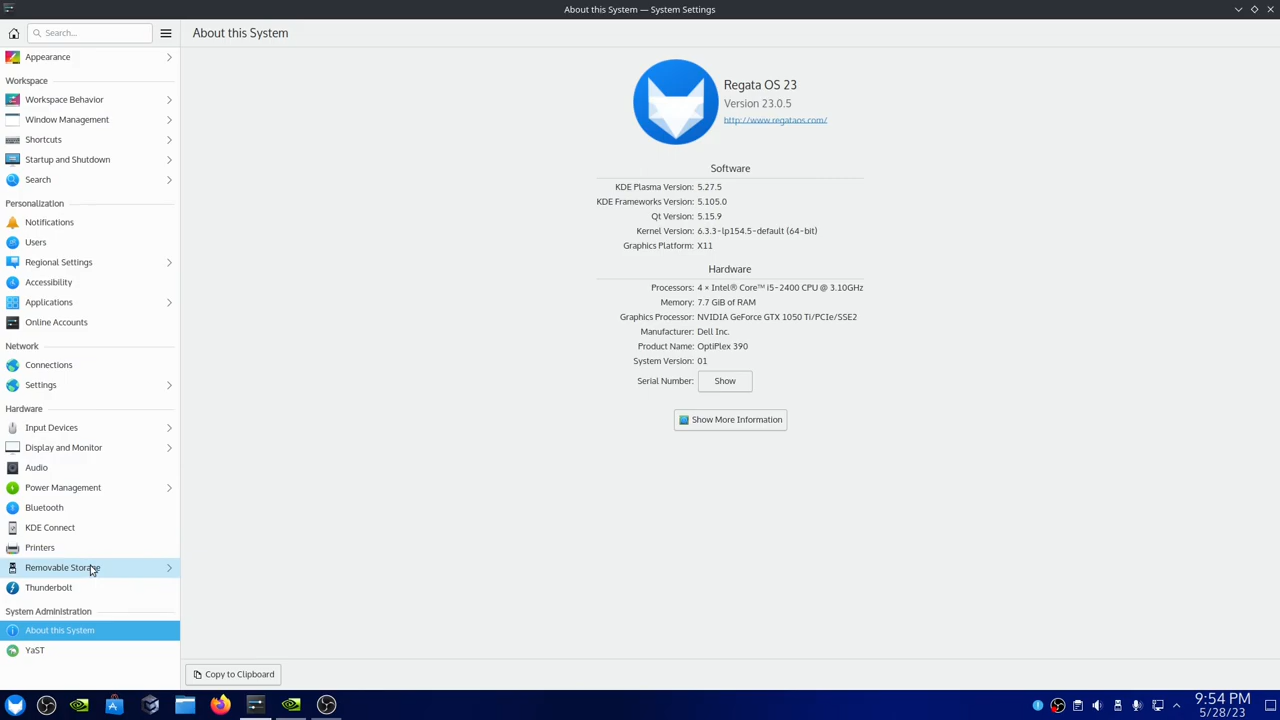 About this System — System Settings
Search...
About this System
Appearance
Workspace
Workspace Behavior
Window Management
Shortcuts
Startup and Shutdown
Search
Personalization
Notifications
Users
Regional Settings
Accessibility
Applications
Online Accounts
Network
Connections
Settings
Hardware
Input Devices
Display and Monitor
Audio
Power Management
Bluetooth
KDE Connect
Printers
Removable Storage
Thunderbolt
System Administration
About this System
YaST
Regata OS 23
Version 23.0.5
http://www.regataos.com/
Software
KDE Plasma Version: 5.27.5
KDE Frameworks Version: 5.105.0
Qt Version: 5.15.9
Kernel Version: 6.3.3-lp154.5-default (64-bit)
Graphics Platform: X11
Hardware
Processors: 4 × Intel® Core™ i5-2400 CPU @ 3.10GHz
Memory: 7.7 GiB of RAM
Graphics Processor: NVIDIA GeForce GTX 1050 Ti/PCIe/SSE2
Manufacturer: Dell Inc.
Product Name: OptiPlex 390
System Version: 01
Serial Number: Show
Show More Information
Copy to Clipboard
9:54 PM
5/28/23